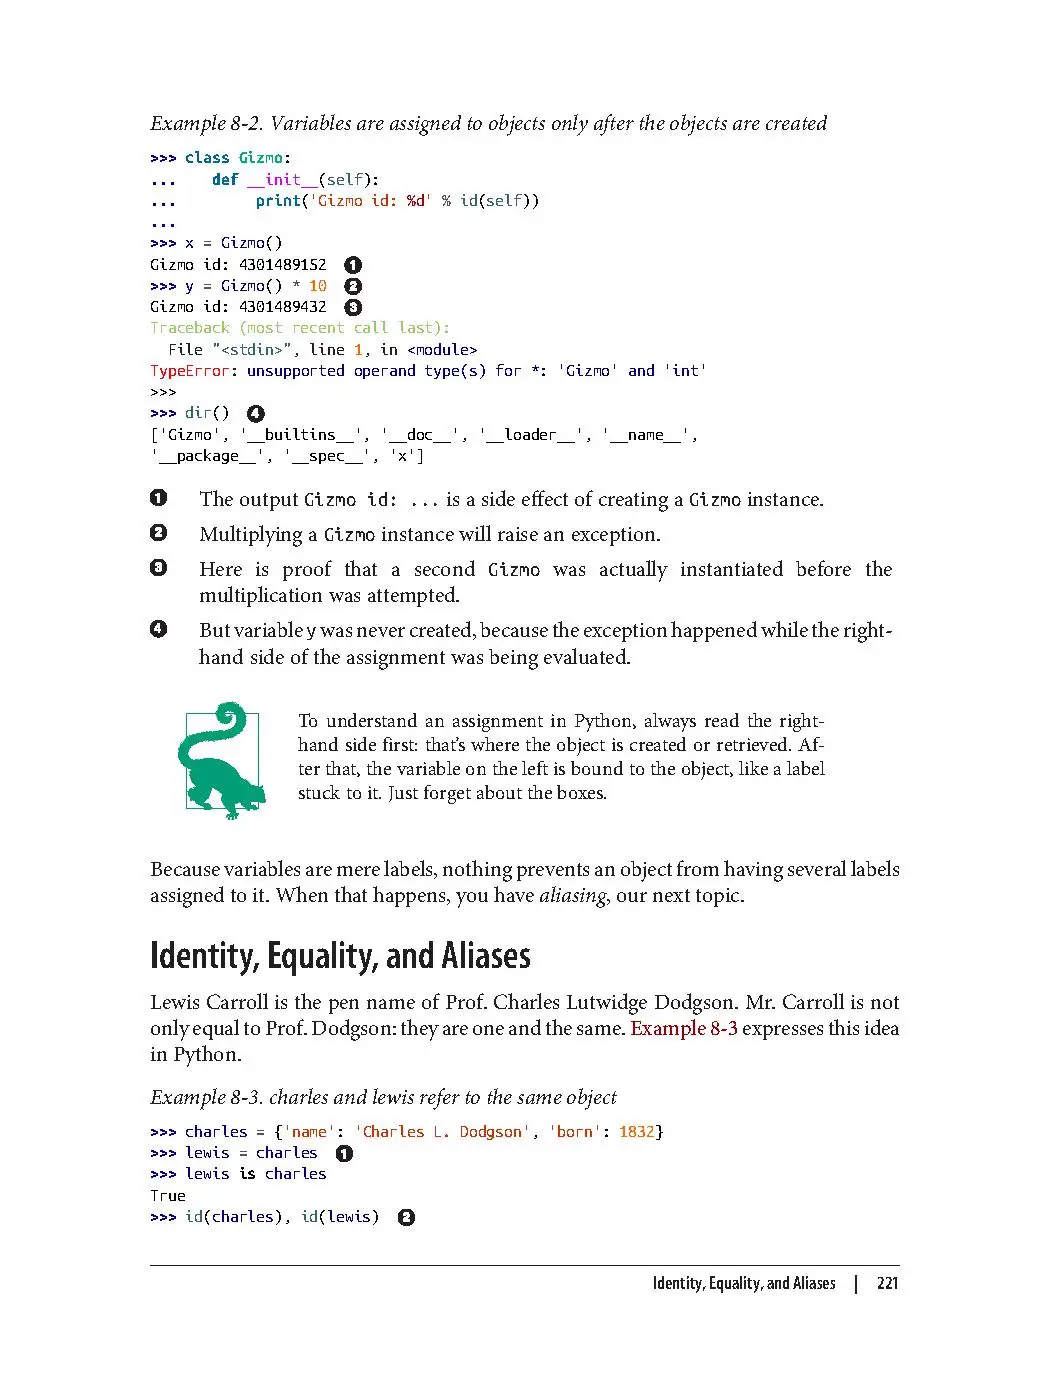 Example 8-2. Variables are assigned to objects only after the objects are created
>>> class Gizmo:
...    def __init__(self):
...         print('Gizmo id: %d' % id(self))
...
>>> x = Gizmo()
Gizmo id: 4301489152 ❶
>>> y = Gizmo() * 10 ❷
Gizmo id: 4301489432 ❸
Traceback (most recent call last):
  File "<stdin>", line 1, in <module>
TypeError: unsupported operand type(s) for *: 'Gizmo' and 'int'
>>>
>>> dir() ❹
['Gizmo', '__builtins__', '__doc__', '__loader__', '__name__',
'__package__', '__spec__', 'x']
❶ The output Gizmo id: ... is a side effect of creating a Gizmo instance.
❷ Multiplying a Gizmo instance will raise an exception.
❸ Here is proof that a second Gizmo was actually instantiated before the
multiplication was attempted.
❹ But variable y was never created, because the exception happened while the right-
hand side of the assignment was being evaluated.
To understand an assignment in Python, always read the right-
hand side first: that's where the object is created or retrieved. Af-
ter that, the variable on the left is bound to the object, like a label
stuck to it. Just forget about the boxes.
Because variables are mere labels, nothing prevents an object from having several labels
assigned to it. When that happens, you have aliasing, our next topic.
Identity, Equality, and Aliases
Lewis Carroll is the pen name of Prof. Charles Lutwidge Dodgson. Mr. Carroll is not
only equal to Prof. Dodgson: they are one and the same. Example 8-3 expresses this idea
in Python.
Example 8-3. charles and lewis refer to the same object
>>> charles = {'name': 'Charles L. Dodgson', 'born': 1832}
>>> lewis = charles ❶
>>> lewis is charles
True
>>> id(charles), id(lewis) ❷
Identity, Equality, and Aliases | 221